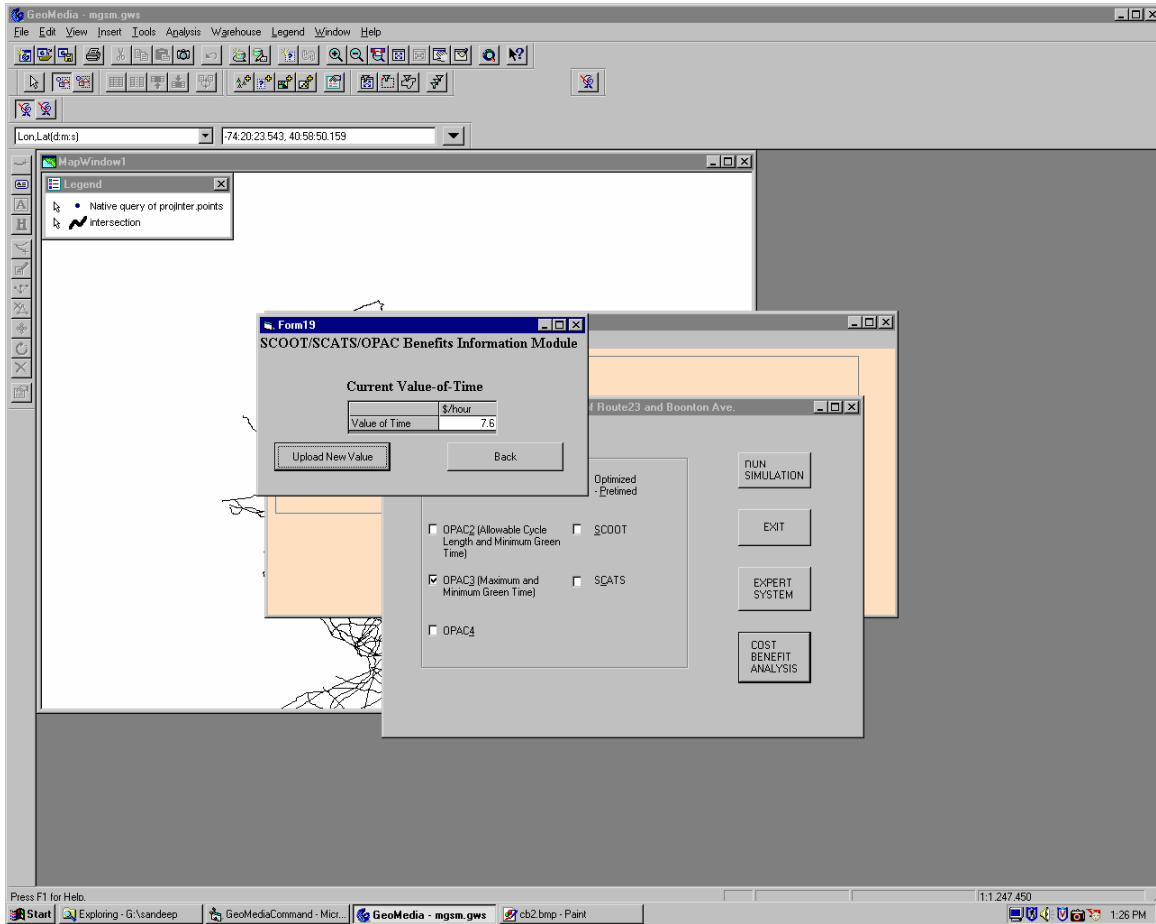 GeoMedia - mgsm.gws
File Edit View Insert Tools Analysis Warehouse Legend Window Help
Lon,Lat(d:m:s) -74:20:23.543, 40:58:50.159
MapWindow1
Legend
Native query of projInter.points
intersection
Form19
SCOOT/SCATS/OPAC Benefits Information Module
Current Value-of-Time
$/hour
Value of Time 7.6
Upload New Value Back
f Route23 and Boonton Ave.
Optimized
- Pretimed
RUN
SIMULATION
OPAC2 (Allowable Cycle
Length and Minimum Green
Time)
SCOOT
EXIT
OPAC3 (Maximum and
Minimum Green Time)
SCATS
EXPERT
SYSTEM
OPAC4
COST
BENEFIT
ANALYSIS
Press F1 for Help.
1:1,247,450
Start Exploring - G:\sandeep GeoMediaCommand - Micr... GeoMedia - mgsm.gws cb2.bmp - Paint 1:26 PM